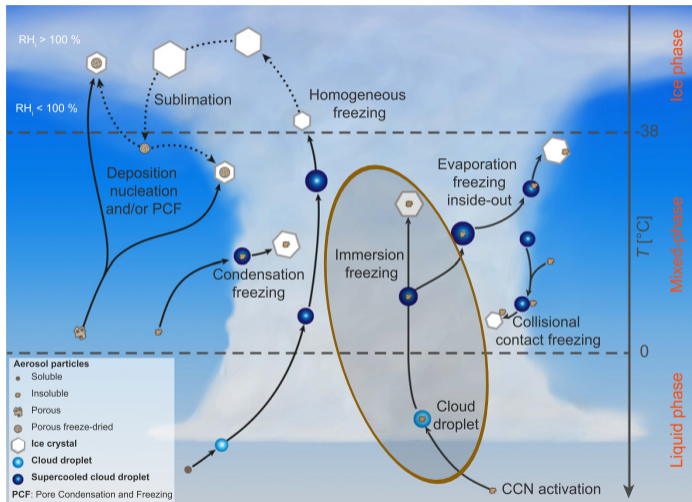 RHi > 100 %
RHi < 100 %
Sublimation
Homogeneous
freezing
Deposition
nucleation
and/or PCF
Condensation
freezing
Immersion
freezing
Evaporation
freezing
inside-out
Collisional
contact freezing
Cloud
droplet
CCN activation
-38
T [°C]
0
Ice phase
Mixed-phase
Liquid phase
Aerosol particles
Soluble
Insoluble
Porous
Porous freeze-dried
Ice crystal
Cloud droplet
Supercooled cloud droplet
PCF: Pore Condensation and Freezing